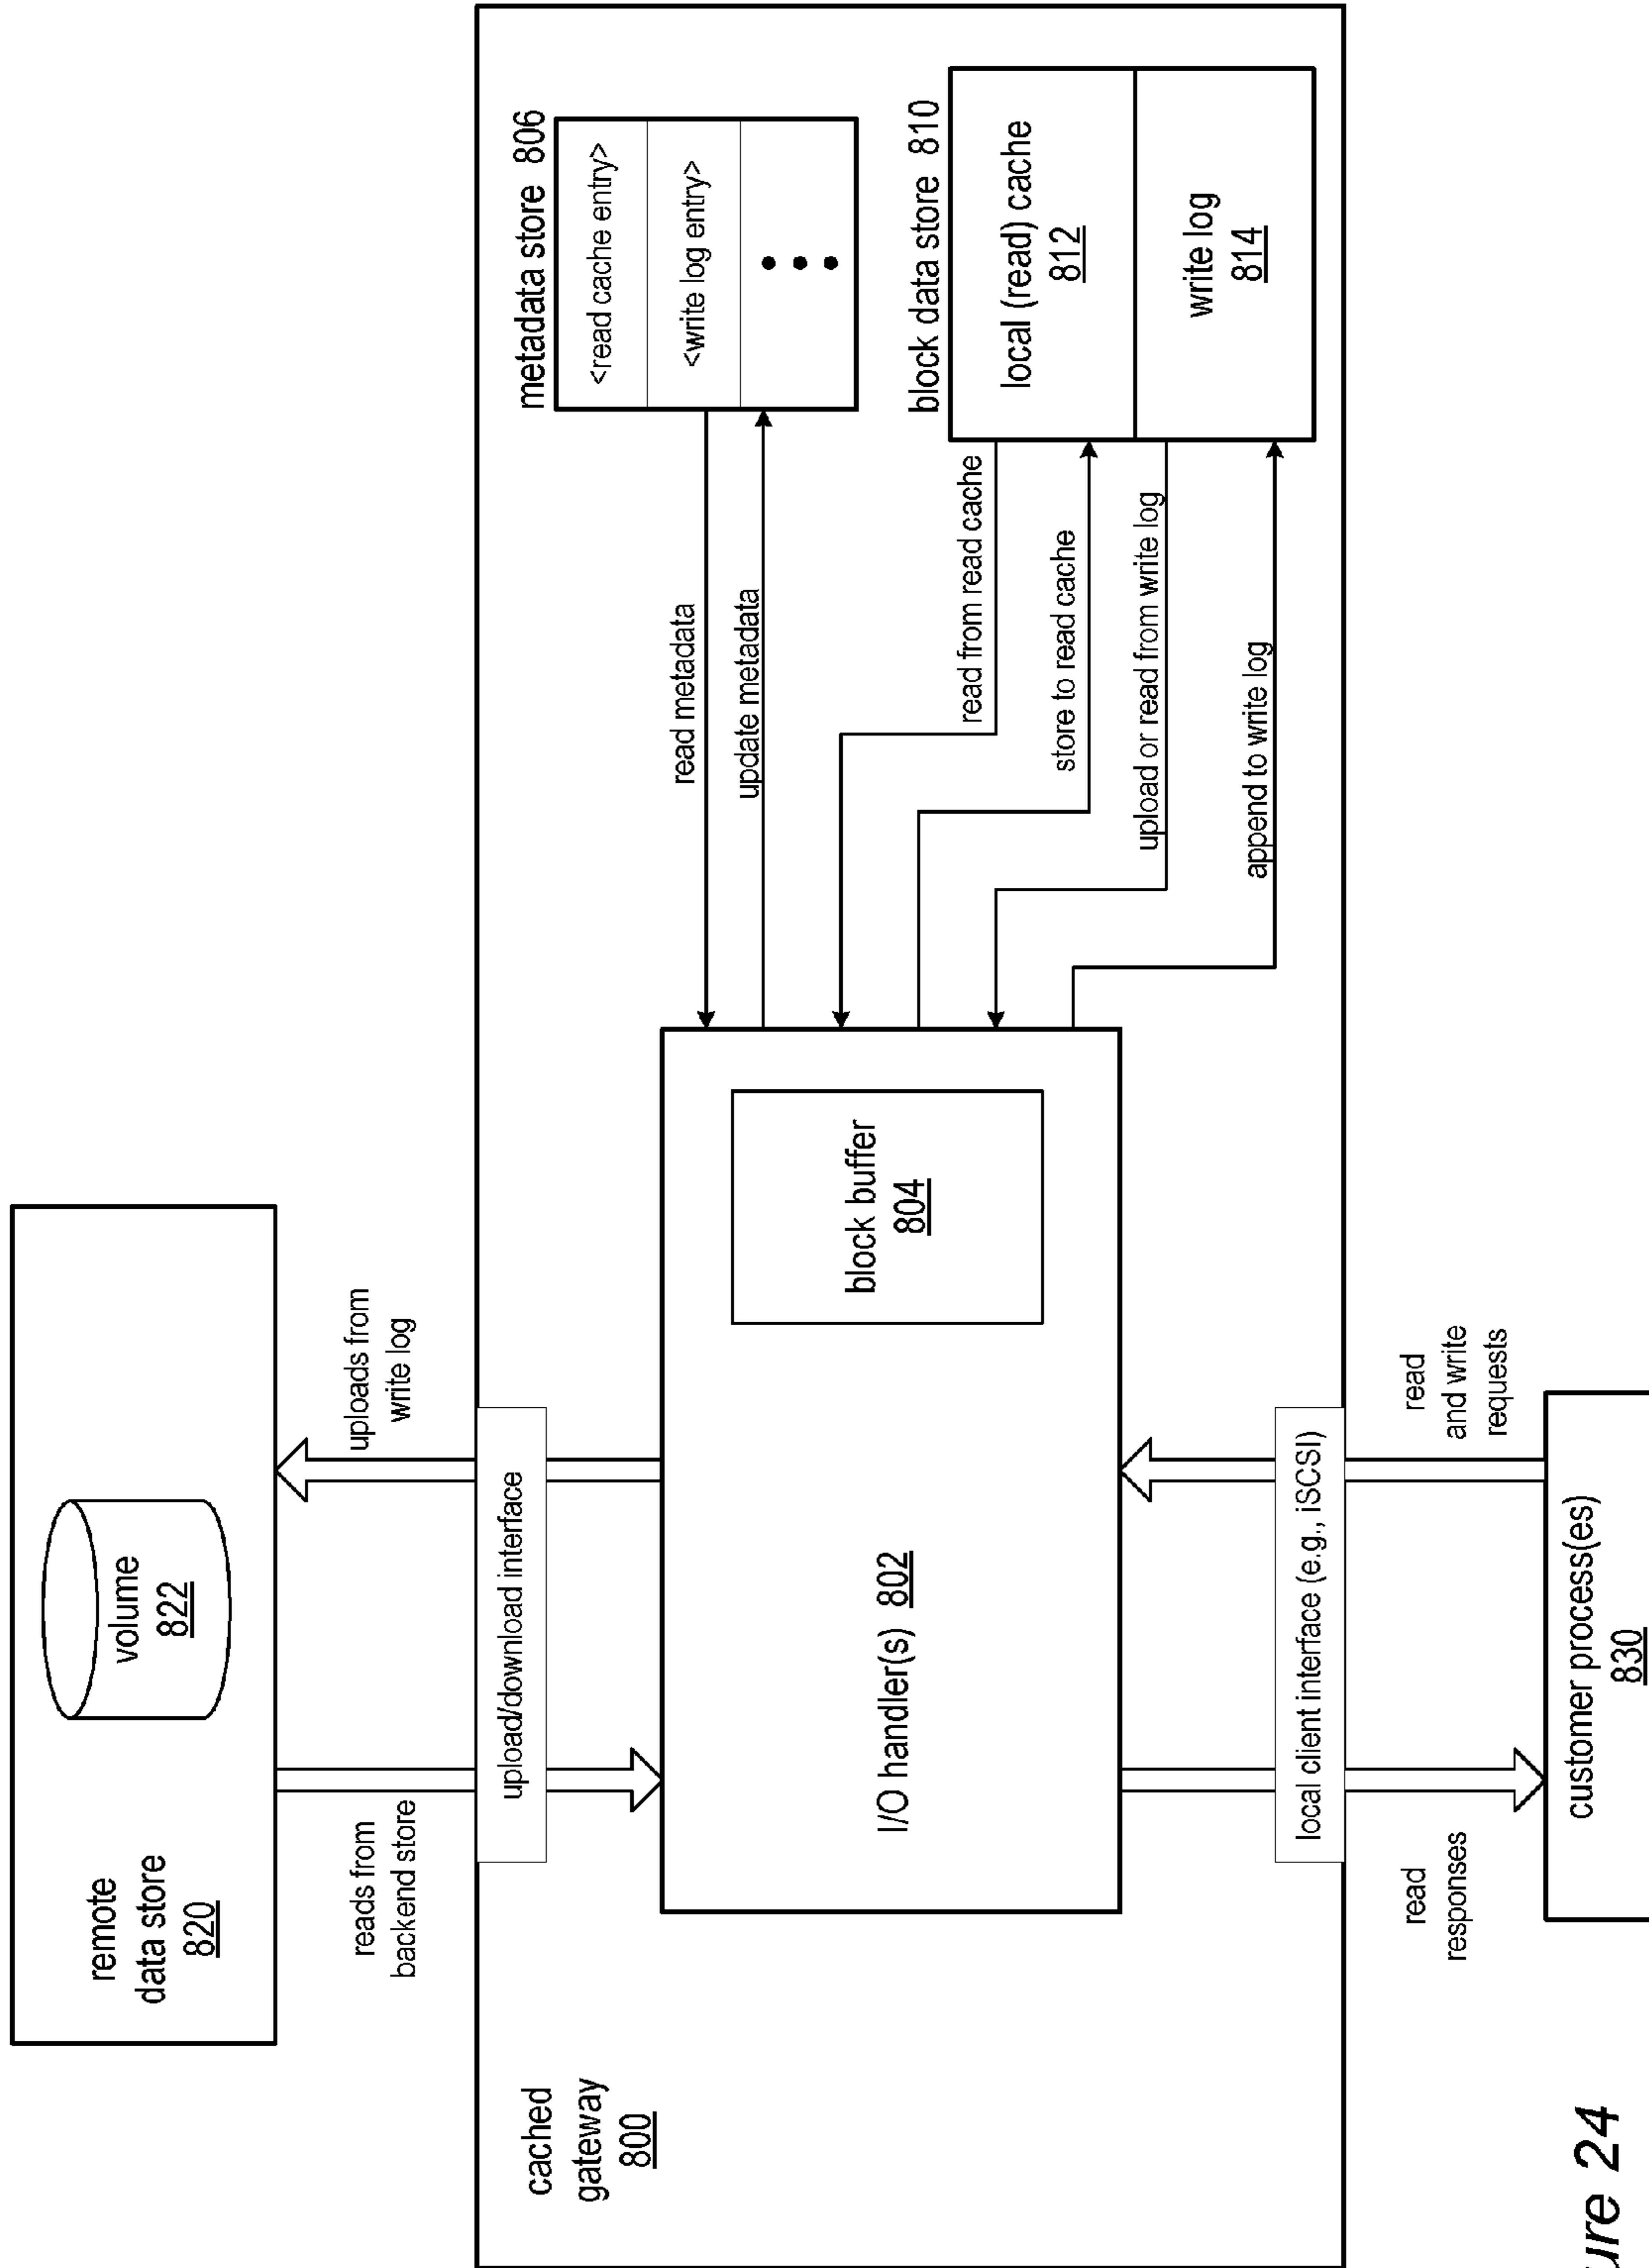 remote
data store
820
volume
822
reads from
backend store
uploads from
write log
cached
gateway
800
upload/download interface
I/O handler(s) 802
block buffer
804
read metadata
update metadata
metadata store 806
<read cache entry>
<write log entry>
read from read cache
store to read cache
upload or read from write log
append to write log
block data store 810
local (read) cache
812
write log
814
local client interface (e.g., iSCSI)
read
responses
read
and write
requests
customer process(es)
830
ure 24